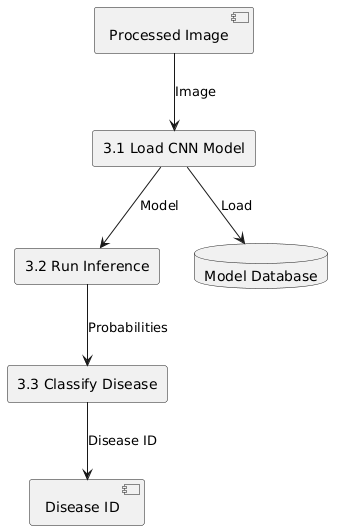 Processed Image
Image
3.1 Load CNN Model
Model
Load
3.2 Run Inference
Model Database
Probabilities
3.3 Classify Disease
Disease ID
Disease ID